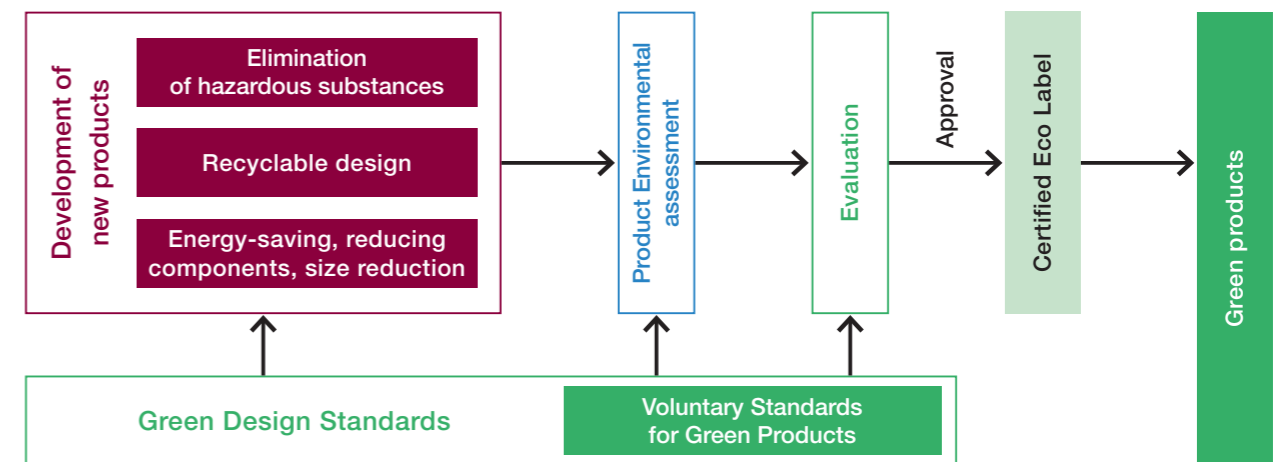 Development of
new products
Elimination
of hazardous substances
Recyclable design
Energy-saving, reducing
components, size reduction
Product Environmental
assessment
Evaluation
Approval
Certified Eco Label
Green products
Green Design Standards
Voluntary Standards
for Green Products